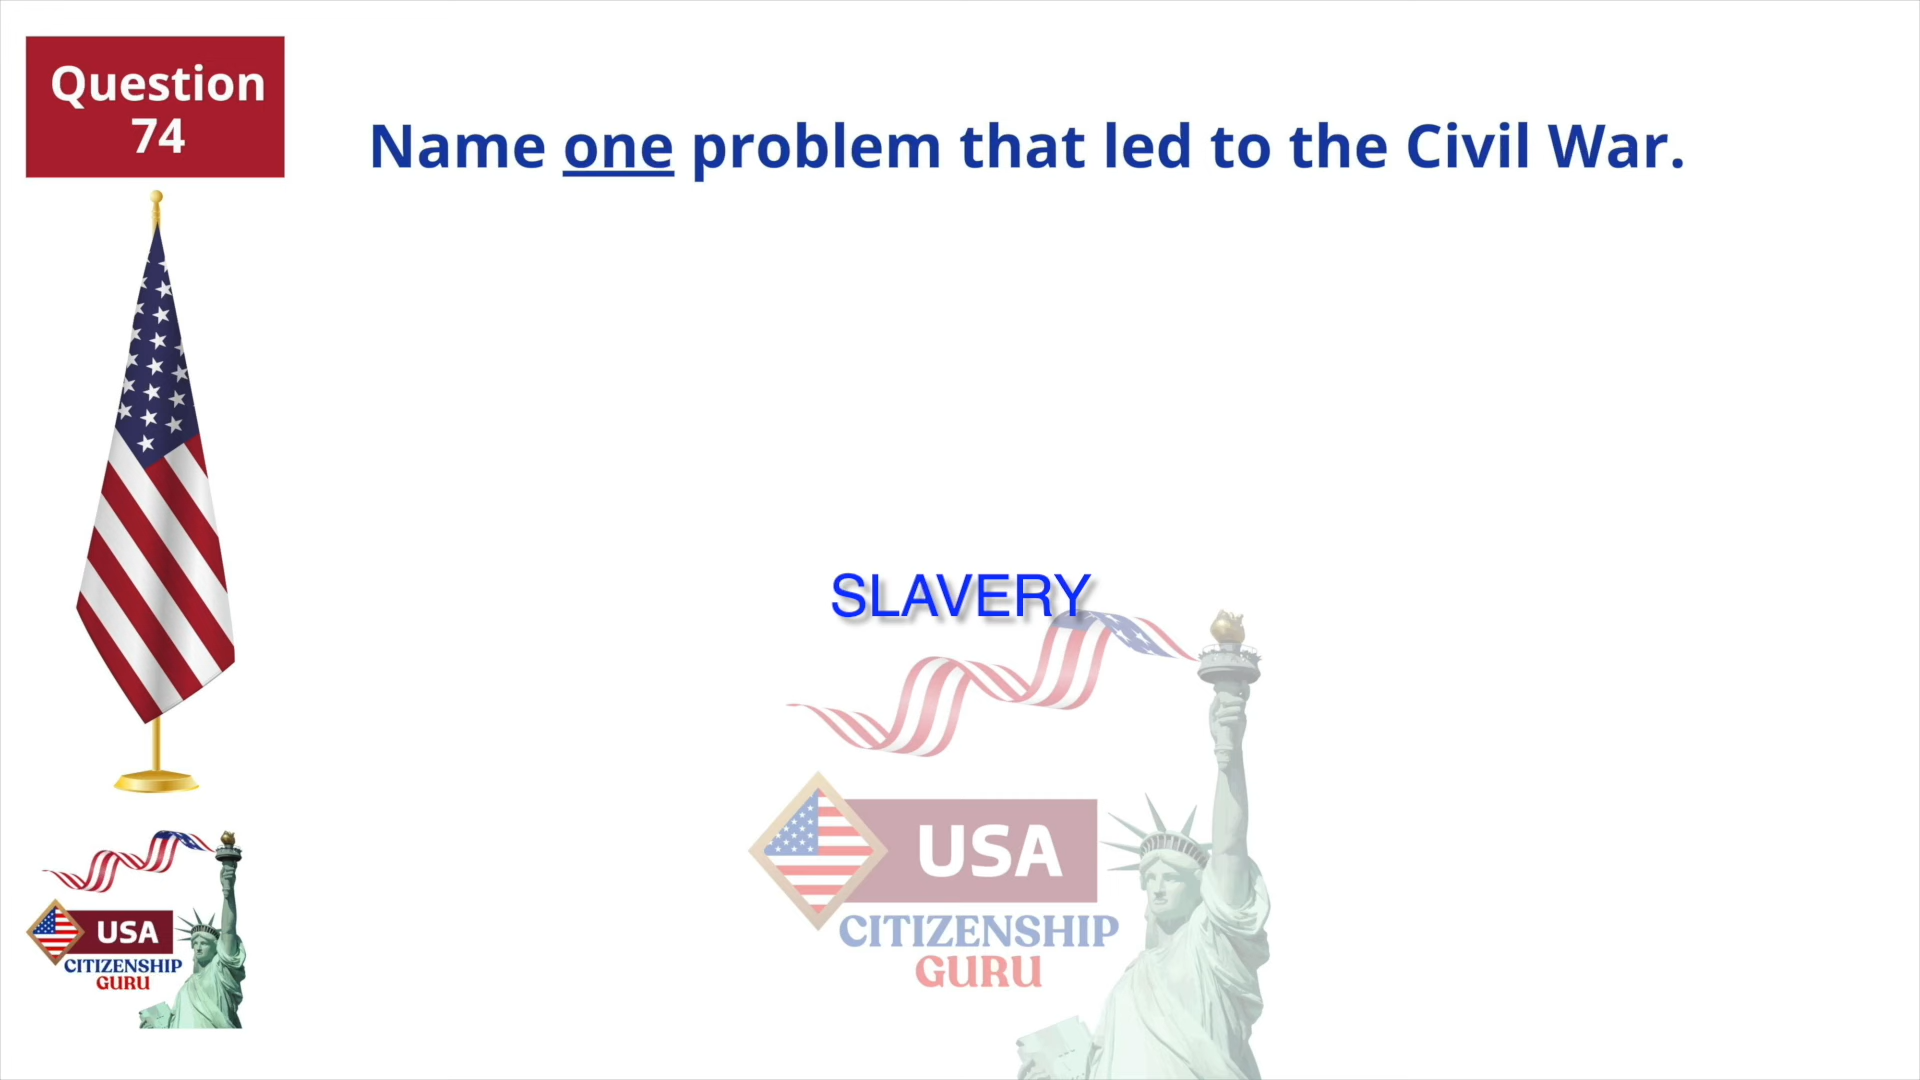 Question
74
Name one problem that led to the Civil War.
SLAVERY
USA
CITIZENSHIP
GURU
USA
CITIZENSHIP
GURU